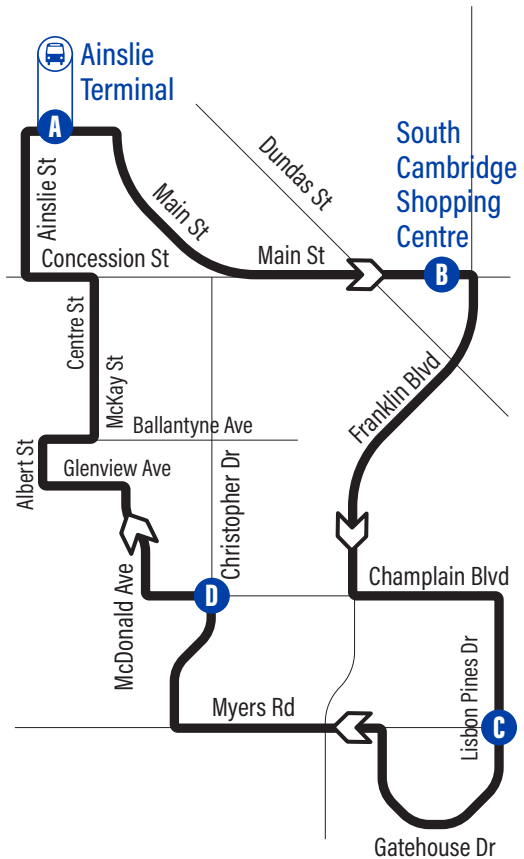 Ainslie
Terminal
A
South
Cambridge
Shopping
Centre
Dundas St
Ainslie St
Main St
Main St
Concession St
B
Centre St
McKay St
Franklin Blvd
Ballantyne Ave
Albert St
Glenview Ave
Christopher Dr
McDonald Ave
D
Champlain Blvd
Lisbon Pines Dr
Myers Rd
C
Gatehouse Dr